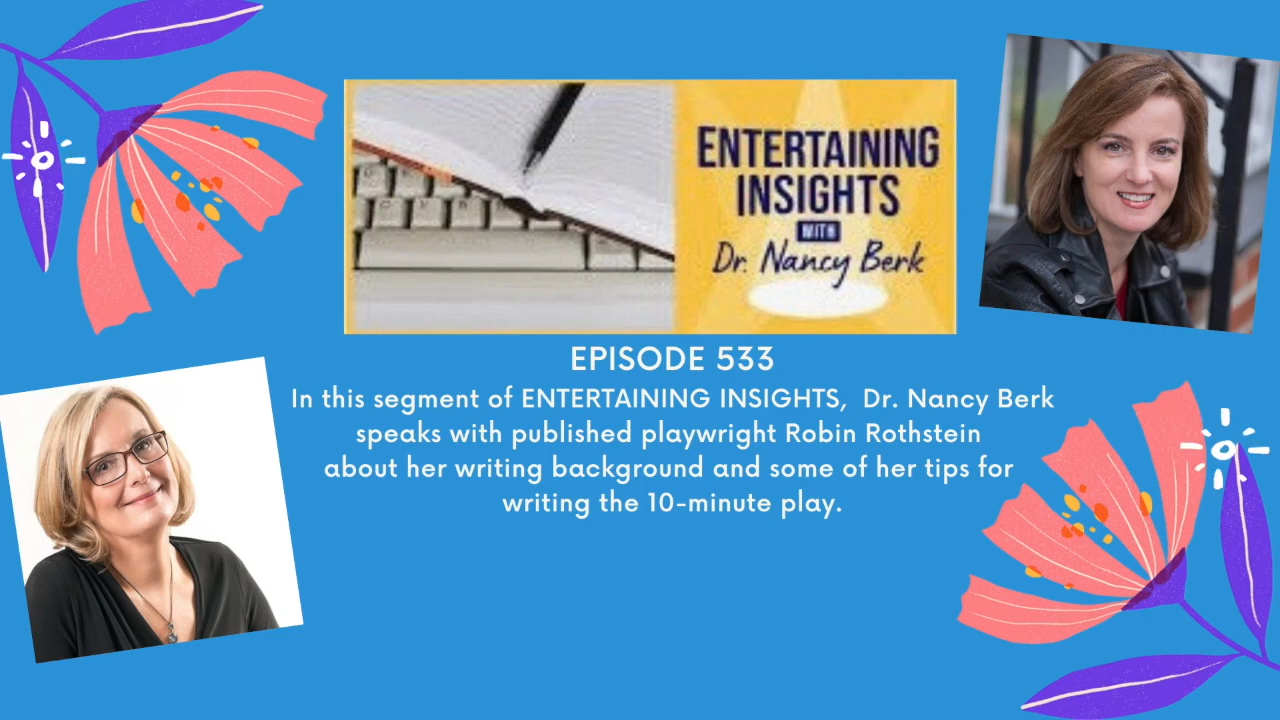 ENTERTAINING
INSIGHTS
WITH
Dr. Nancy Berk
EPISODE 533
In this segment of ENTERTAINING INSIGHTS, Dr. Nancy Berk
speaks with published playwright Robin Rothstein
about her writing background and some of her tips for
writing the 10-minute play.